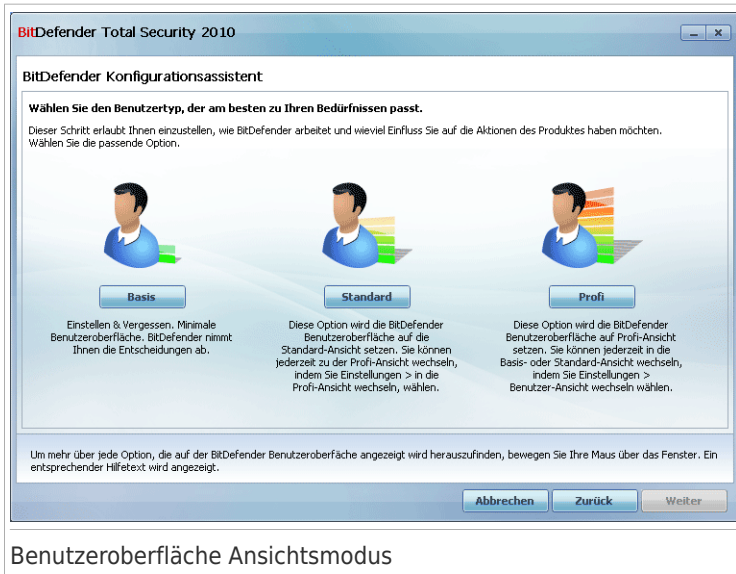 BitDefender Total Security 2010
BitDefender Konfigurationsassistent
Wählen Sie den Benutzertyp, der am besten zu Ihren Bedürfnissen passt.
Dieser Schritt erlaubt Ihnen einzustellen, wie BitDefender arbeitet und wieviel Einfluss Sie auf die Aktionen des Produktes haben möchten.
Wählen Sie die passende Option.
Basis
Einstellen & Vergessen. Minimale
Benutzeroberfläche. BitDefender nimmt
Ihnen die Entscheidungen ab.
Standard
Diese Option wird die BitDefender
Benutzeroberfläche auf die
Standard-Ansicht setzen. Sie können
jederzeit zu der Profi-Ansicht wechseln,
indem Sie Einstellungen > in die
Profi-Ansicht wechseln, wählen.
Profi
Diese Option wird die BitDefender
Benutzeroberfläche auf Profi-Ansicht
setzen. Sie können jederzeit in die
Basis- oder Standard-Ansicht wechseln,
indem Sie Einstellungen >
Benutzer-Ansicht wechseln wählen.
Um mehr über jede Option, die auf der BitDefender Benutzeroberfäche angezeigt wird herauszufinden, bewegen Sie Ihre Maus über das Fenster. Ein
entsprechender Hilfetext wird angezeigt.
Abbrechen Zurück Weiter
Benutzeroberfläche Ansichtsmodus